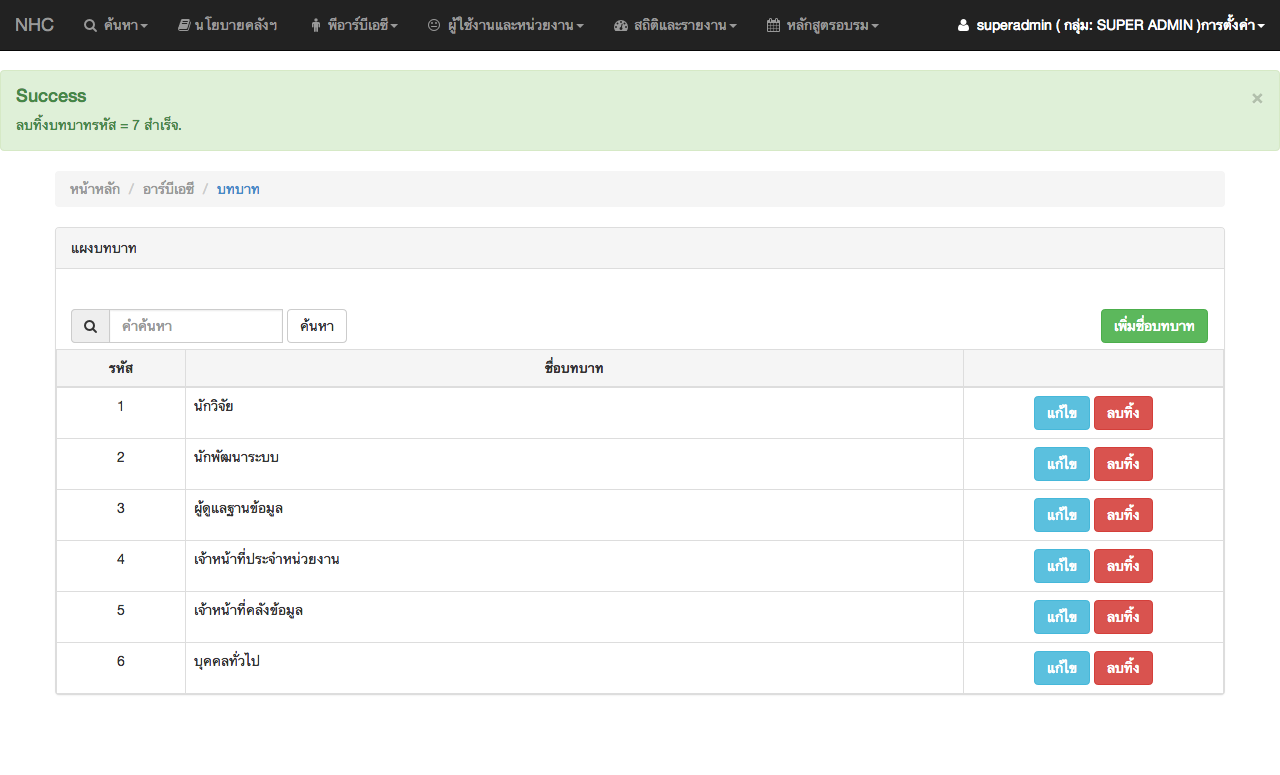 NHC ค้นหา นโยบายคลังฯ พีอาร์บีเอซี ผู้ใช้งานและหน่วยงาน สถิติและรายงาน หลักสูตรอบรม superadmin ( กลุ่ม: SUPER ADMIN )การตั้งค่า
Success ×
ลบทิ้งบทบาทรหัส = 7 สำเร็จ.
หน้าหลัก / อาร์บีเอซี / บทบาท
แผงบทบาท
คำค้นหา ค้นหา เพิ่มชื่อบทบาท
รหัส ชื่อบทบาท
1 นักวิจัย แก้ไข ลบทิ้ง
2 นักพัฒนาระบบ แก้ไข ลบทิ้ง
3 ผู้ดูแลฐานข้อมูล แก้ไข ลบทิ้ง
4 เจ้าหน้าที่ประจำหน่วยงาน แก้ไข ลบทิ้ง
5 เจ้าหน้าที่คลังข้อมูล แก้ไข ลบทิ้ง
6 บุคคลทั่วไป แก้ไข ลบทิ้ง